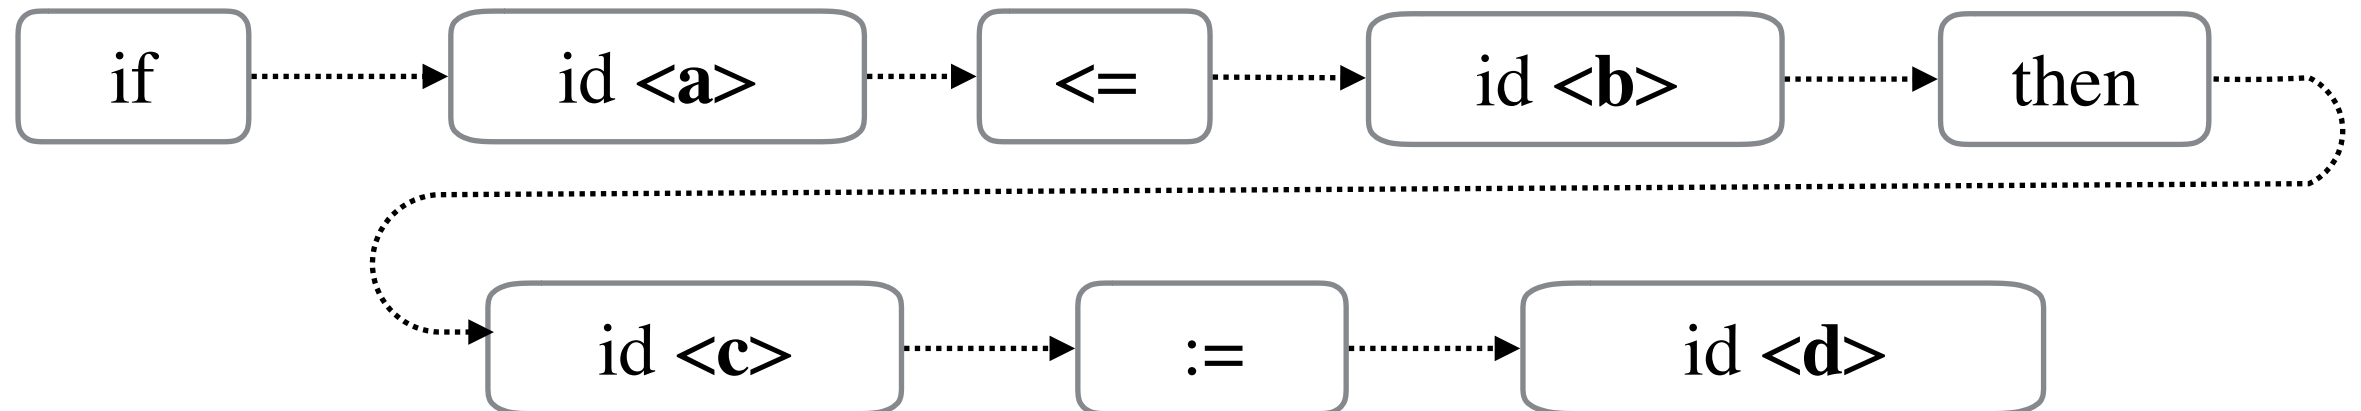 if id <a> <= id <b> then
id <c> := id <d>